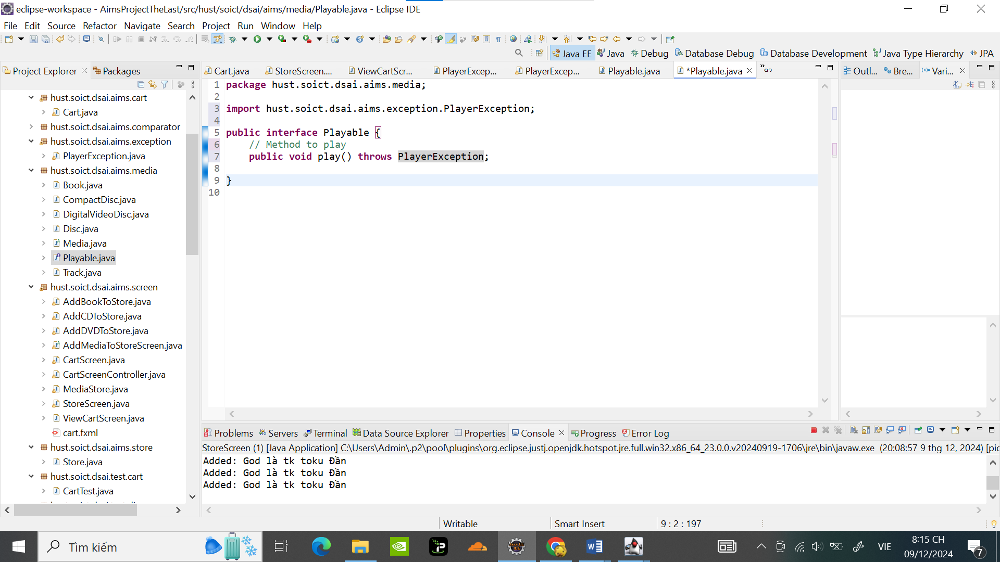 eclipse-workspace - AimsProjectTheLast/src/hust/soict/dsai/aims/media/Playable.java - Eclipse IDE
File Edit Source Refactor Navigate Search Project Run Window Help
Java EE Java Debug Database Debug Database Development Java Type Hierarchy JPA
Project Explorer Packages
Cart.java StoreScreen.... ViewCartScr... PlayerExcep... PlayerExcep... Playable.java *Playable.java
Outl... Bre... Vari...
hust.soict.dsai.aims.cart
Cart.java
hust.soict.dsai.aims.comparator
hust.soict.dsai.aims.exception
PlayerException.java
hust.soict.dsai.aims.media
Book.java
CompactDisc.java
DigitalVideoDisc.java
Disc.java
Media.java
Playable.java
Track.java
hust.soict.dsai.aims.screen
AddBookToStore.java
AddCDToStore.java
AddDVDToStore.java
AddMediaToStoreScreen.java
CartScreen.java
CartScreenController.java
MediaStore.java
StoreScreen.java
ViewCartScreen.java
cart.fxml
hust.soict.dsai.aims.store
Store.java
hust.soict.dsai.test.cart
CartTest.java
1 package hust.soict.dsai.aims.media;
2
3 import hust.soict.dsai.aims.exception.PlayerException;
4
5 public interface Playable {
6 // Method to play
7 public void play() throws PlayerException;
8
9 }
10
Problems Servers Terminal Data Source Explorer Properties Console Progress Error Log
StoreScreen (1) [Java Application] C:\Users\Admin\.p2\pool\plugins\org.eclipse.justj.openjdk.hotspot.jre.full.win32.x86_64_23.0.0.v20240919-1706\jre\bin\javaw.exe (20:08:57 9 thg 12, 2024) [pic
Added: God là tk toku Đần
Added: God là tk toku Đần
Added: God là tk toku Đần
Writable Smart Insert 9 : 2 : 197
Tìm kiếm
VIE
8:15 CH
09/12/2024
7